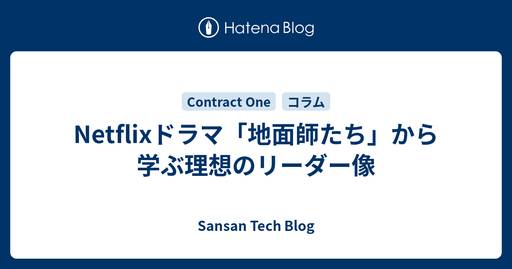 Hatena Blog
Contract One コラム
Netflixドラマ「地面師たち」から
学ぶ理想のリーダー像
Sansan Tech Blog